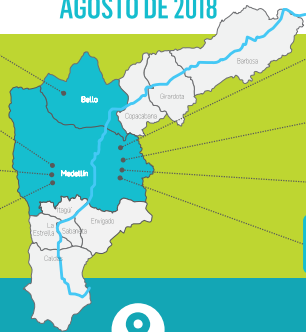 AGOSTO DE 2018
Barbosa
Bello
Girardota
Copacabana
Medellín
Itagüí
Envigado
La
Estrella
Sabaneta
Caldas